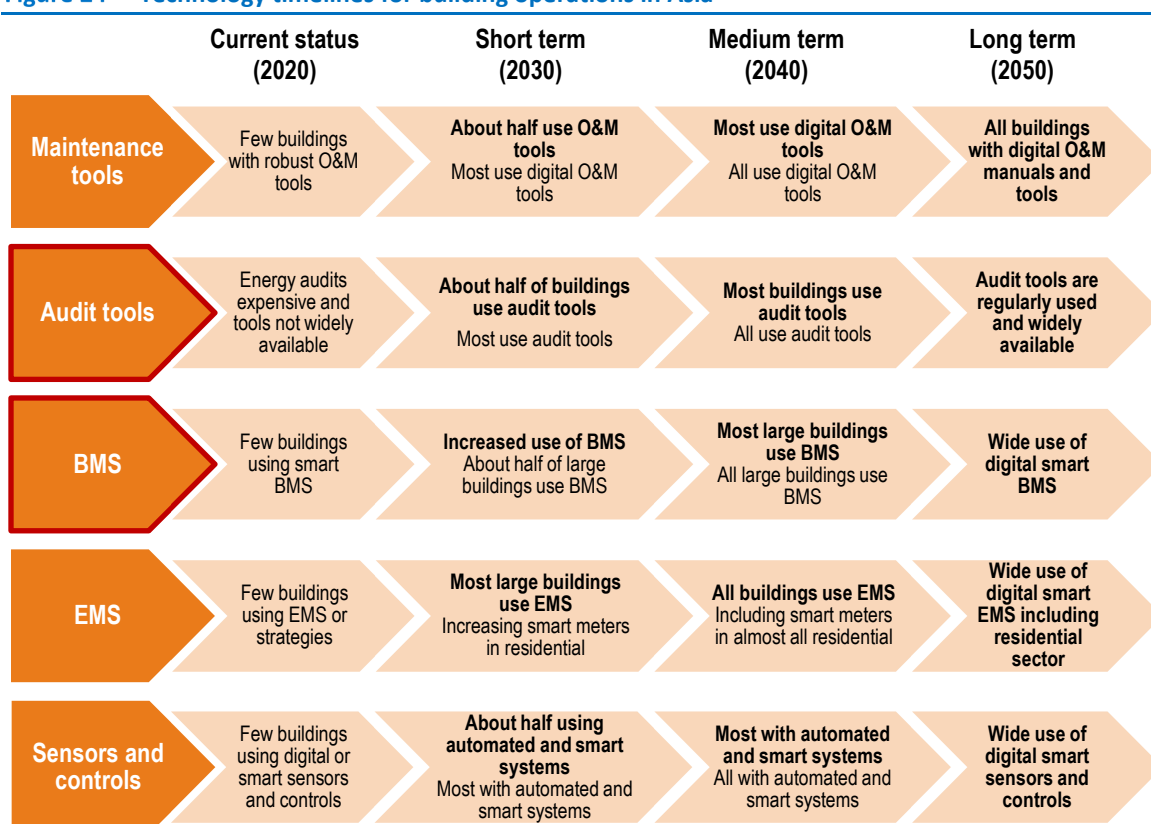 Figure 24 Technology timelines for building operations in Asia
Current status
(2020)
Short term
(2030)
Medium term
(2040)
Long term
(2050)
Maintenance
tools
Few buildings
with robust O&M
tools
About half use O&M
tools
Most use digital O&M
tools
Most use digital O&M
tools
All use digital O&M
tools
All buildings
with digital O&M
manuals and
tools
Audit tools
Energy audits
expensive and
tools not widely
available
About half of buildings
use audit tools
Most use audit tools
Most buildings use
audit tools
All use audit tools
Audit tools are
regularly used
and widely
available
BMS
Few buildings
using smart
BMS
Increased use of BMS
About half of large
buildings use BMS
Most large buildings
use BMS
All large buildings use
BMS
Wide use of
digital smart
BMS
EMS
Few buildings
using EMS or
strategies
Most large buildings
use EMS
Increasing smart meters
in residential
All buildings use EMS
Including smart meters
in almost all residential
Wide use of
digital smart
EMS including
residential
sector
Sensors and
controls
Few buildings
using digital or
smart sensors
and controls
About half using
automated and smart
systems
Most with automated and
smart systems
Most with automated
and smart systems
All with automated and
smart systems
Wide use of
digital smart
sensors and
controls